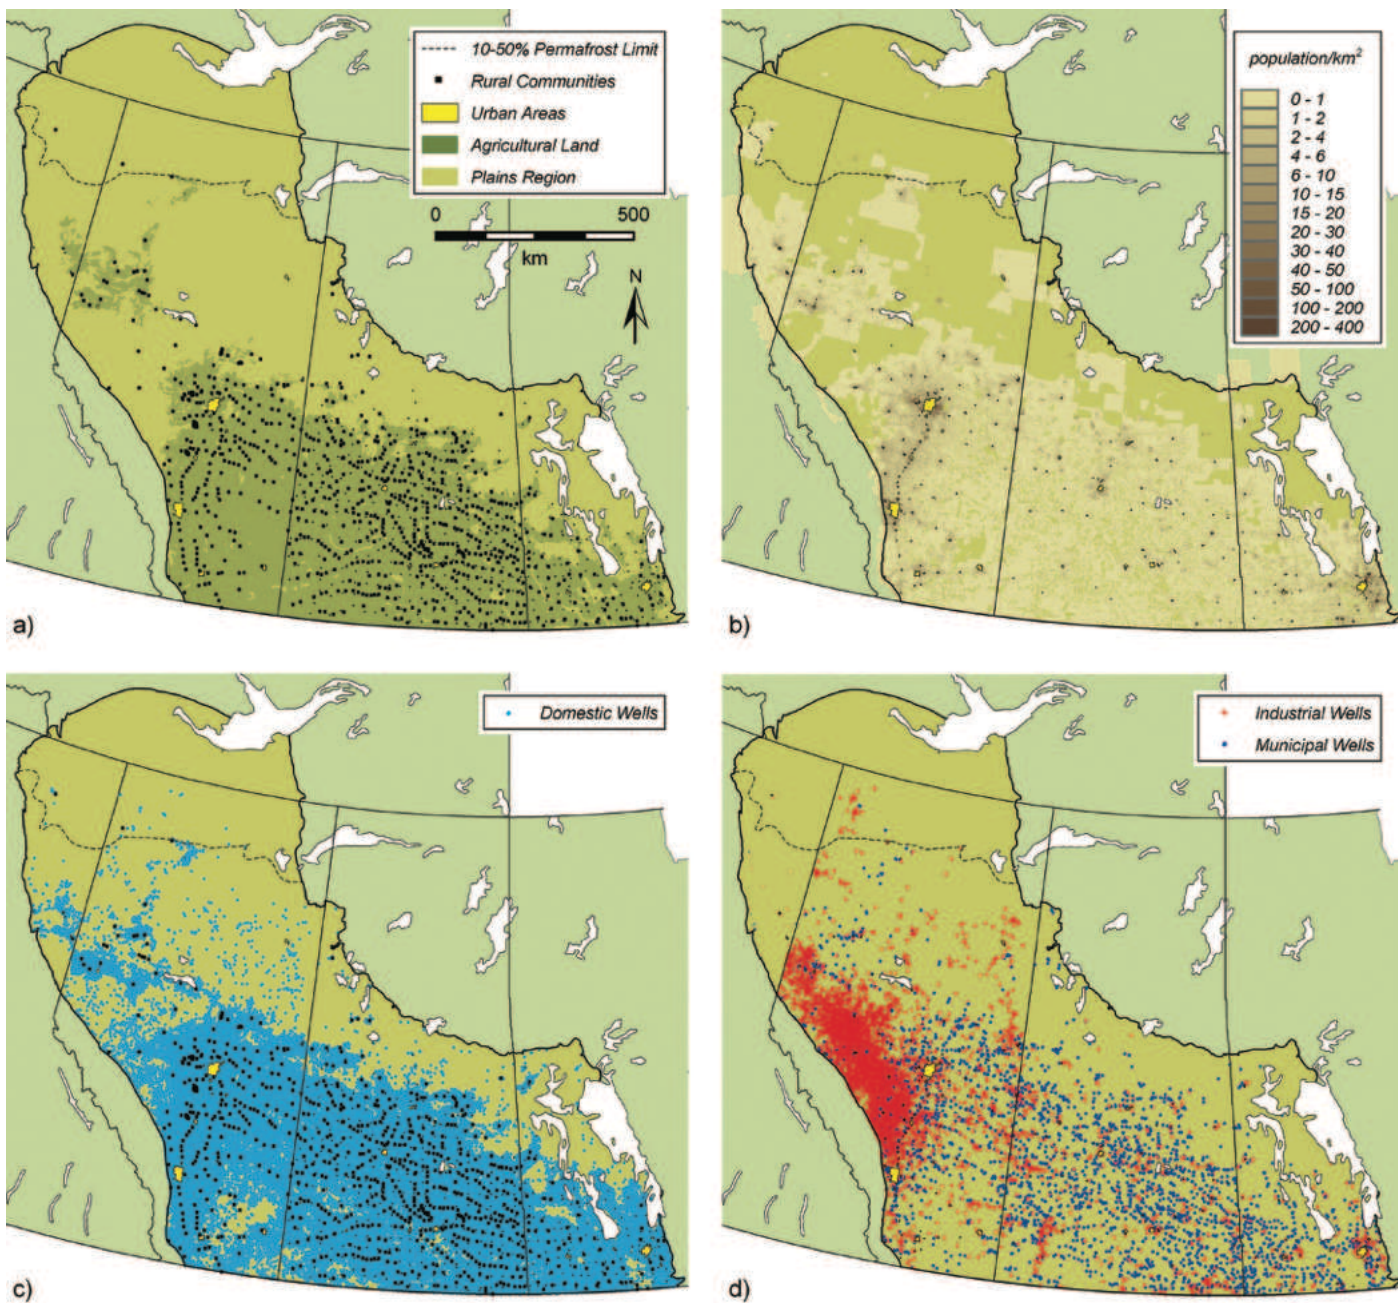 10-50% Permafrost Limit
Rural Communities
Urban Areas
Agricultural Land
Plains Region
0 500
km
N
a)
population/km²
0 - 1
1 - 2
2 - 4
4 - 6
6 - 10
10 - 15
15 - 20
20 - 30
30 - 40
40 - 50
50 - 100
100 - 200
200 - 400
b)
Domestic Wells
c)
Industrial Wells
Municipal Wells
d)